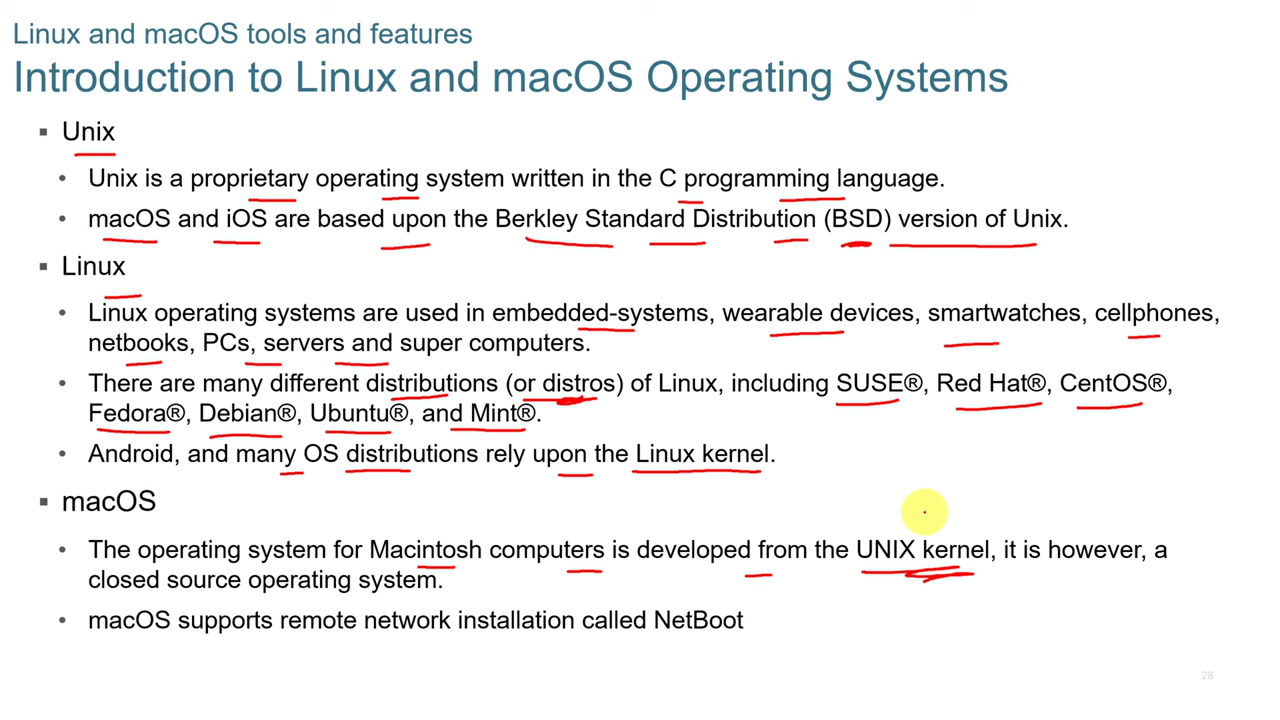 Linux and macOS tools and features
Introduction to Linux and macOS Operating Systems
▪ Unix
• Unix is a proprietary operating system written in the C programming language.
• macOS and iOS are based upon the Berkley Standard Distribution (BSD) version of Unix.
▪ Linux
• Linux operating systems are used in embedded-systems, wearable devices, smartwatches, cellphones,
netbooks, PCs, servers and super computers.
• There are many different distributions (or distros) of Linux, including SUSE®, Red Hat®, CentOS®,
Fedora®, Debian®, Ubuntu®, and Mint®.
• Android, and many OS distributions rely upon the Linux kernel.
▪ macOS
• The operating system for Macintosh computers is developed from the UNIX kernel, it is however, a
closed source operating system.
• macOS supports remote network installation called NetBoot
28